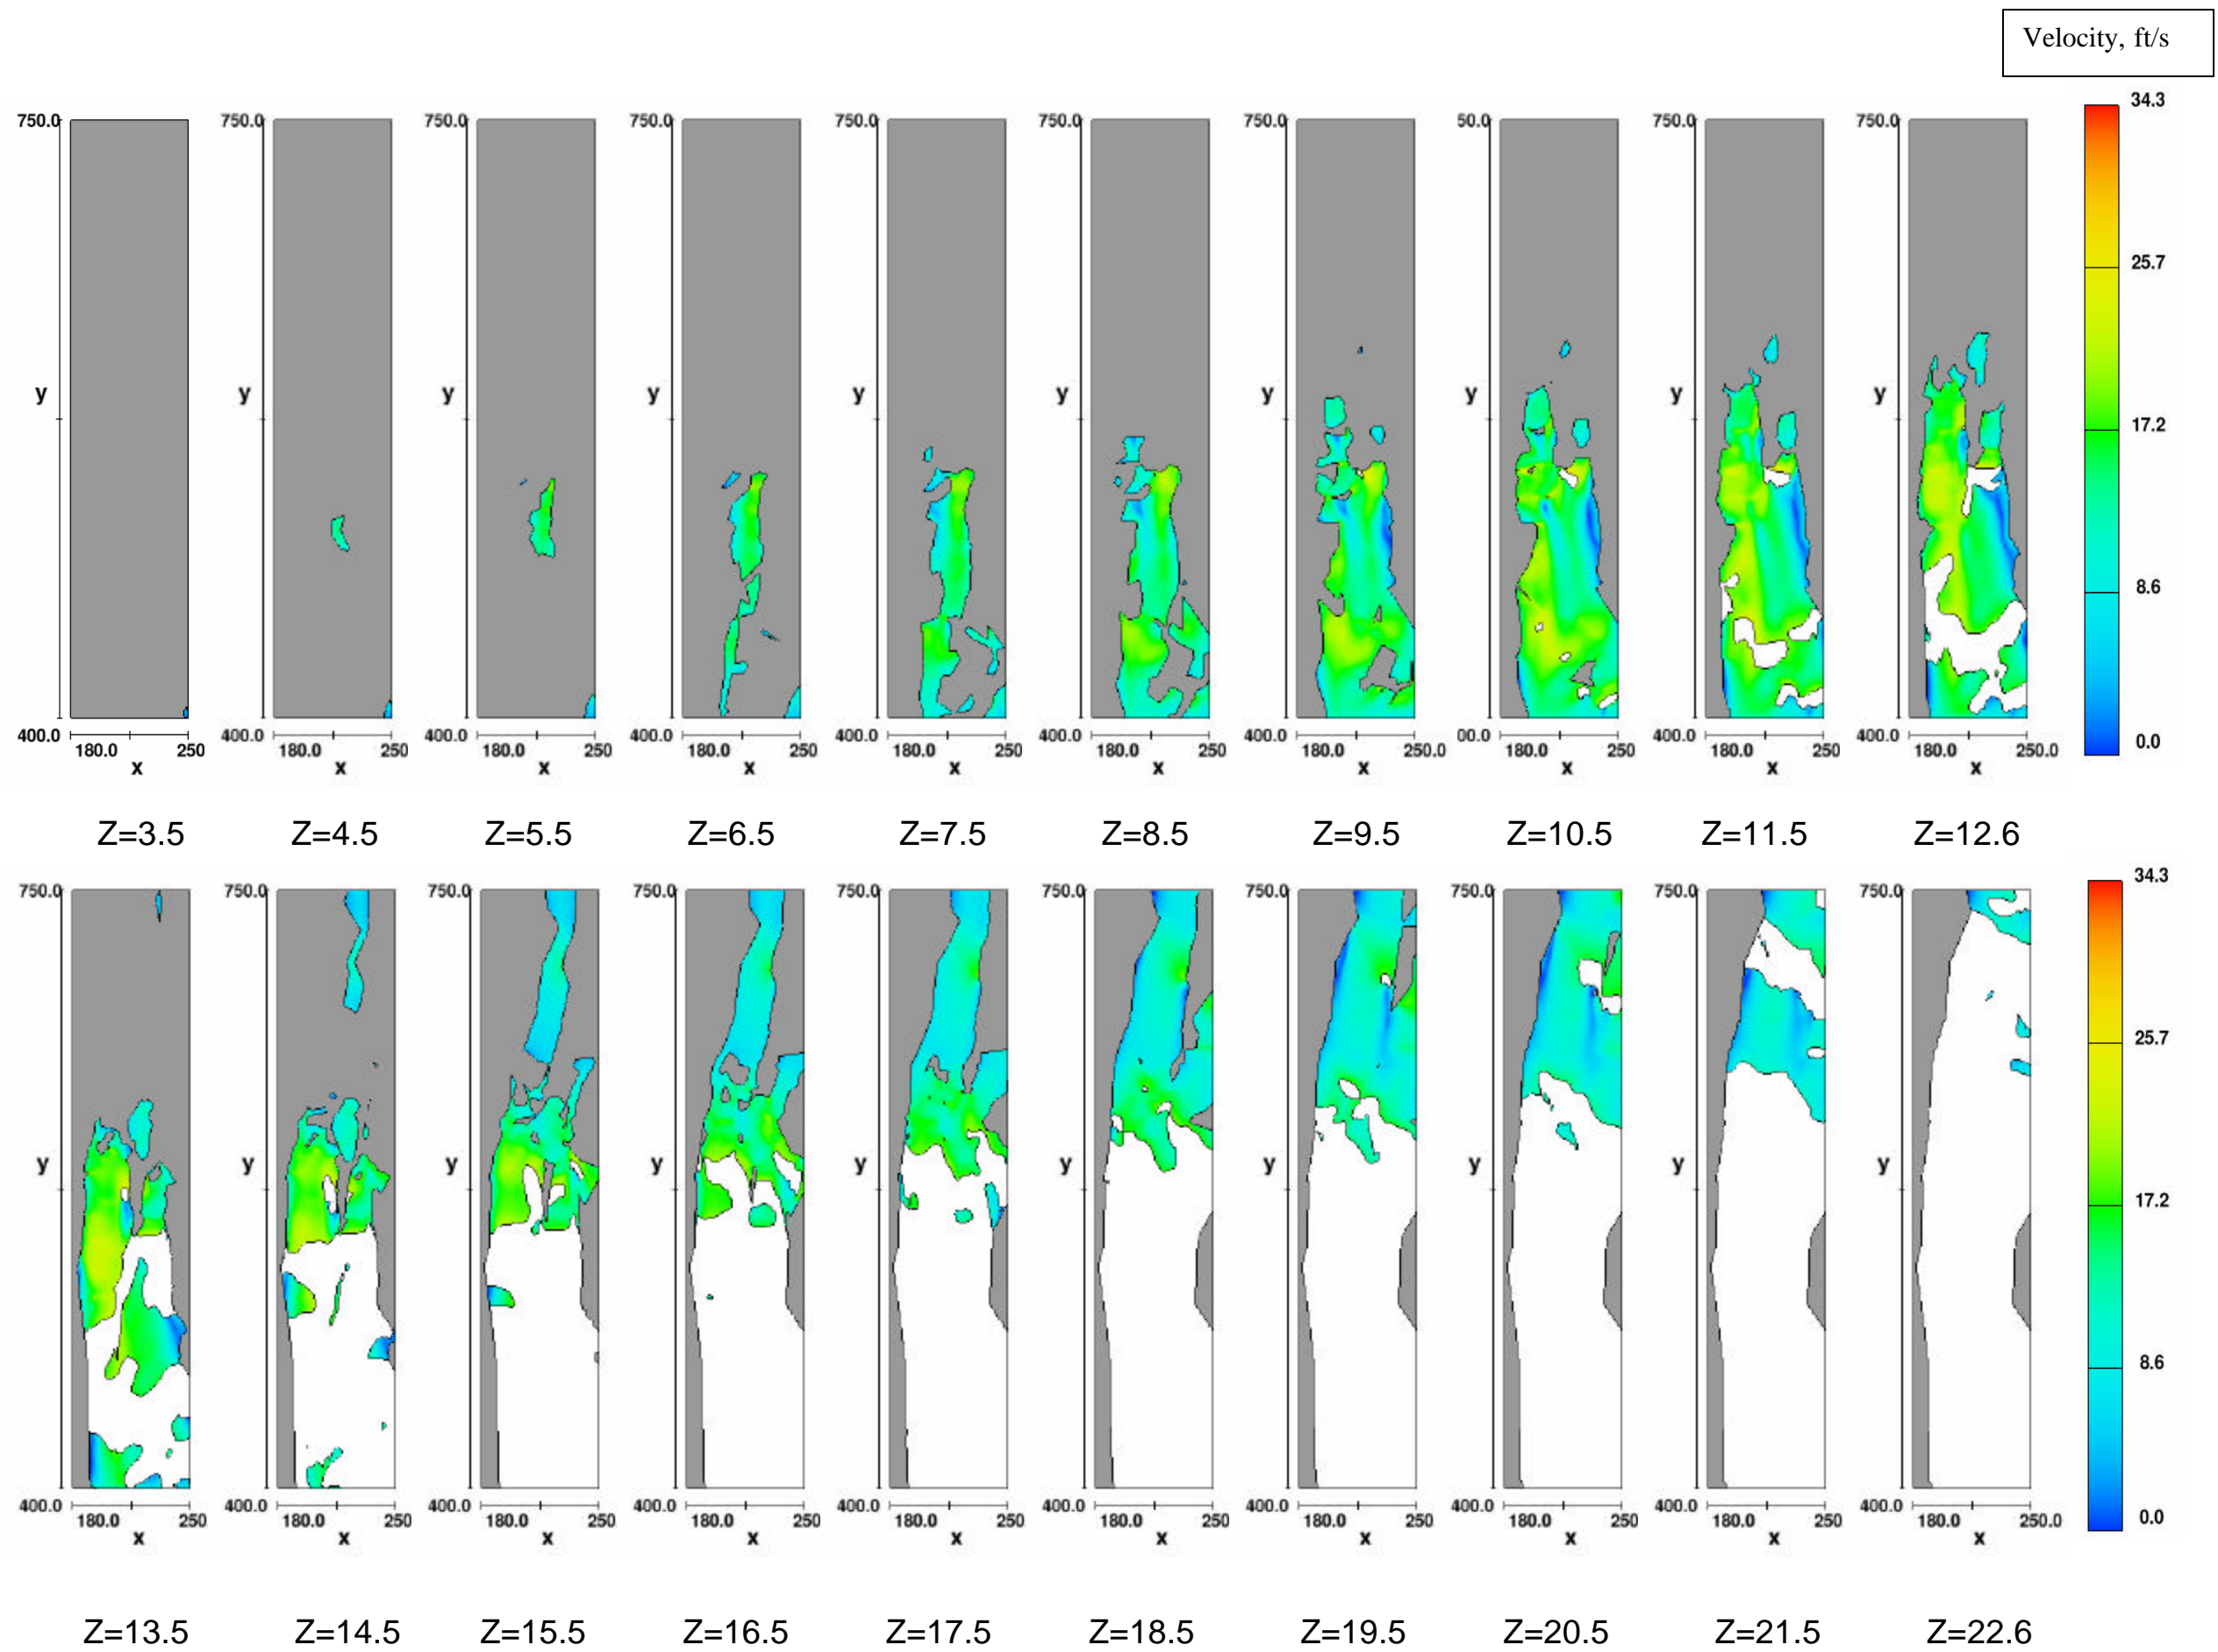 Velocity, ft/s
750.0 750.0 750.0 750.0 750.0 750.0 750.0 50.0 750.0 750.0 34.3
25.7
17.2
y y y y y y y y y y
8.6
0.0
400.0 400.0 400.0 400.0 400.0 400.0 400.0 00.0 400.0 400.0
180.0 250 180.0 250 180.0 250 180.0 250 180.0 250 180.0 250 180.0 250.0 180.0 250 180.0 250 180.0 250.0
x x x x x x x x x x
Z=3.5 Z=4.5 Z=5.5 Z=6.5 Z=7.5 Z=8.5 Z=9.5 Z=10.5 Z=11.5 Z=12.6
750.0 750.0 750.0 750.0 750.0 750.0 750.0 750.0 750.0 750.0 34.3
25.7
y y y y y y y y y y
17.2
8.6
0.0
400.0 400.0 400.0 400.0 400.0 400.0 400.0 400.0 400.0 400.0
180.0 250 180.0 250 180.0 250 180.0 250 180.0 250 180.0 250 180.0 250 180.0 250 180.0 250 180.0 250.0
x x x x x x x x x x
Z=13.5 Z=14.5 Z=15.5 Z=16.5 Z=17.5 Z=18.5 Z=19.5 Z=20.5 Z=21.5 Z=22.6